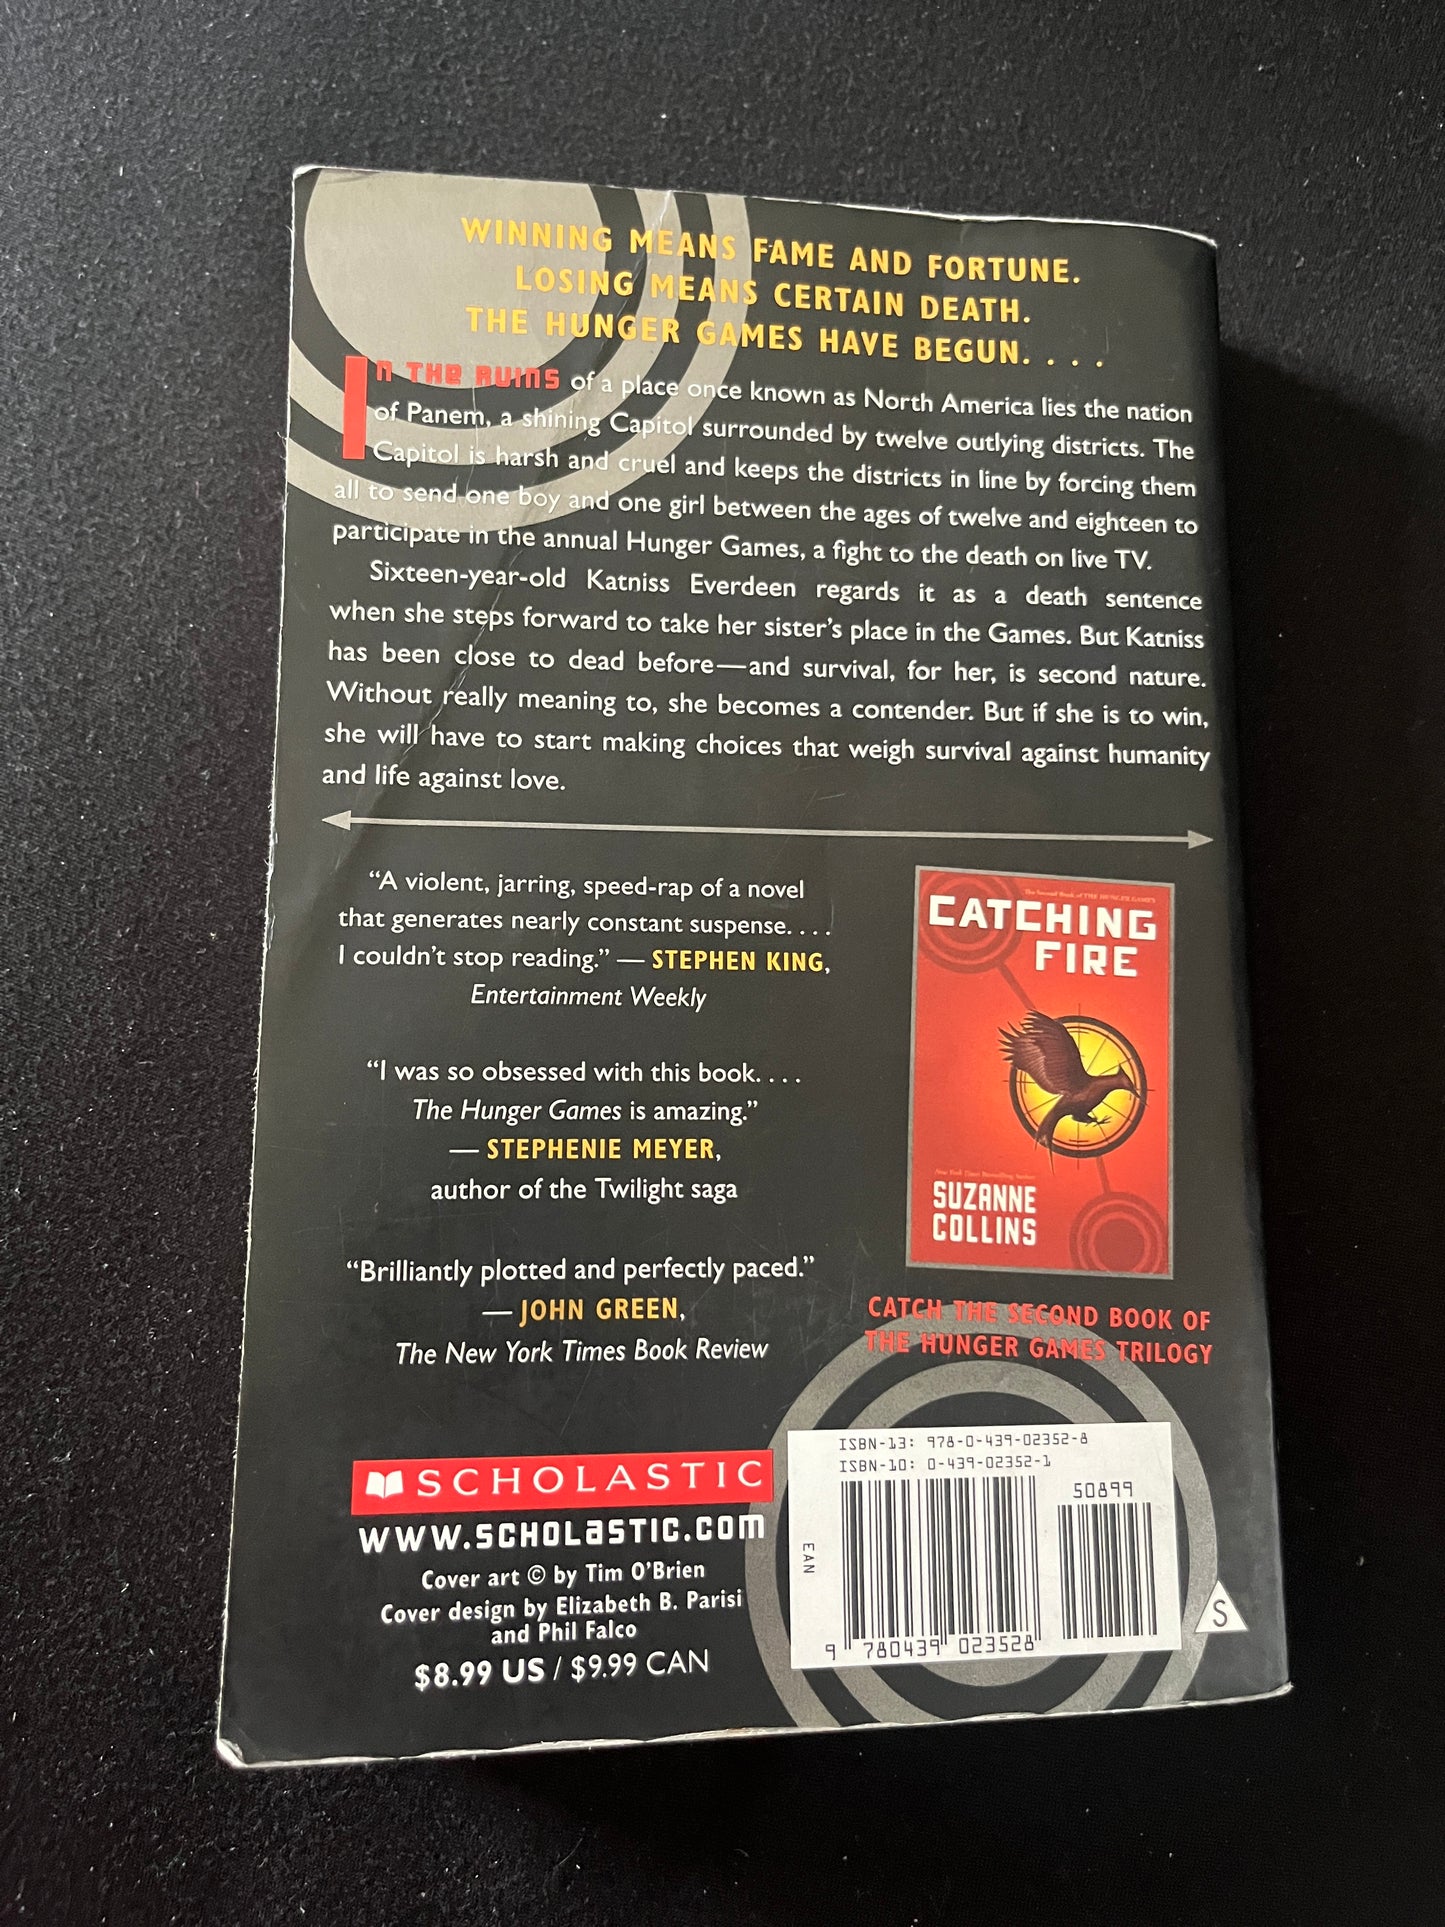 WINNING MEANS FAME AND FORTUNE.
LOSING MEANS CERTAIN DEATH.
THE HUNGER GAMES HAVE BEGUN. . . .
IN THE RUINS of a place once known as North America lies the nation
of Panem, a shining Capitol surrounded by twelve outlying districts. The
Capitol is harsh and cruel and keeps the districts in line by forcing them
all to send one boy and one girl between the ages of twelve and eighteen to
participate in the annual Hunger Games, a fight to the death on live TV.
Sixteen-year-old Katniss Everdeen regards it as a death sentence
when she steps forward to take her sister's place in the Games. But Katniss
has been close to dead before—and survival, for her, is second nature.
Without really meaning to, she becomes a contender. But if she is to win,
she will have to start making choices that weigh survival against humanity
and life against love.
“A violent, jarring, speed-rap of a novel
that generates nearly constant suspense. . . .
I couldn't stop reading.” — STEPHEN KING,
Entertainment Weekly
“I was so obsessed with this book. . . .
The Hunger Games is amazing.”
— STEPHENIE MEYER,
author of the Twilight saga
“Brilliantly plotted and perfectly paced.”
— JOHN GREEN,
The New York Times Book Review
The Second Book of THE HUNGER GAMES
CATCHING
FIRE
New York Times Bestselling Author
SUZANNE
COLLINS
CATCH THE SECOND BOOK OF
THE HUNGER GAMES TRILOGY
SCHOLASTIC
www.scholastic.com
Cover art © by Tim O'Brien
Cover design by Elizabeth B. Parisi
and Phil Falco
$8.99 US / $9.99 CAN
ISBN-13: 978-0-439-02352-8
ISBN-10: 0-439-02352-1
50899
EAN
9 780439 023528
S